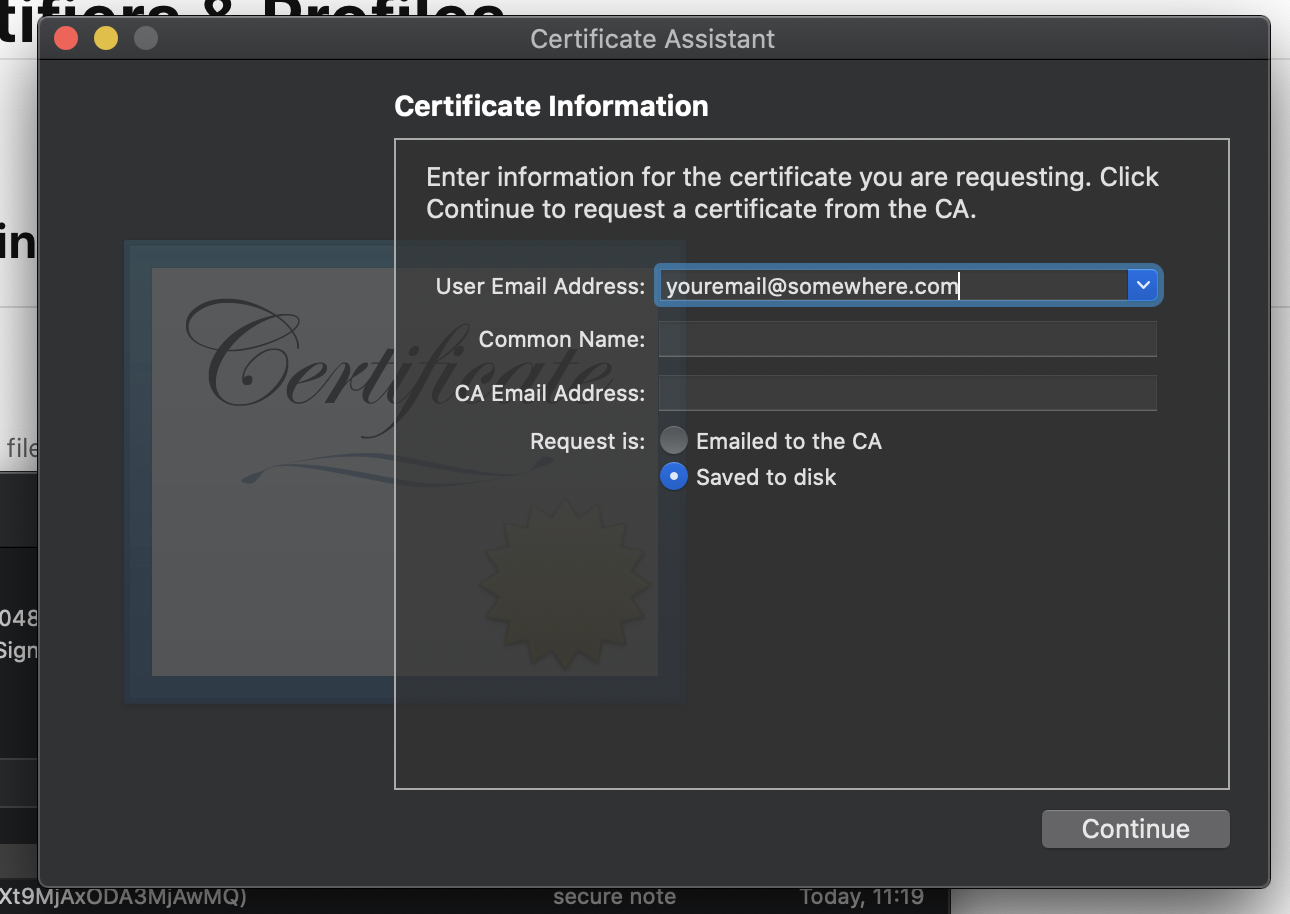 tifiers & Profiles
Certificate Assistant
Certificate Information
Enter information for the certificate you are requesting. Click
Continue to request a certificate from the CA.
in
User Email Address: youremail@somewhere.com
Common Name:
Certificate
CA Email Address:
file
Request is: Emailed to the CA
Saved to disk
048
Sign
Continue
Xt9MjAxODA3MjAwMQ)
secure note
Today, 11:19